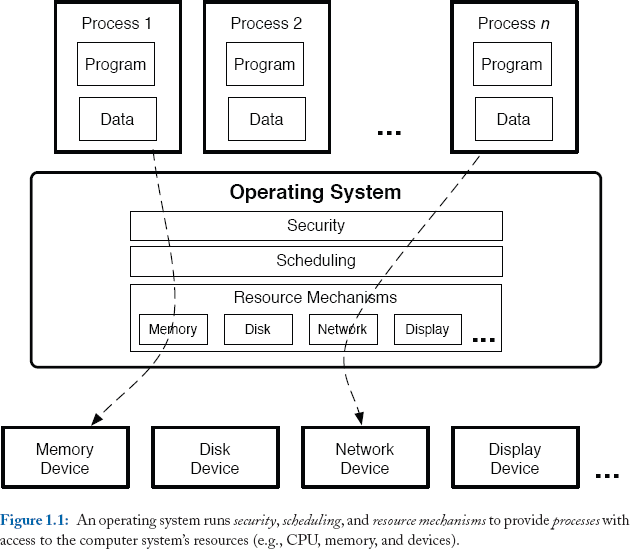 Process 1 Process 2 Process n
Program Program Program
Data Data ... Data
Operating System
Security
Scheduling
Resource Mechanisms
Memory Disk Network Display ...
Memory Device
Disk Device
Network Device
Display Device
...
Figure 1.1: An operating system runs security, scheduling, and resource mechanisms to provide processes with
access to the computer system's resources (e.g., CPU, memory, and devices).